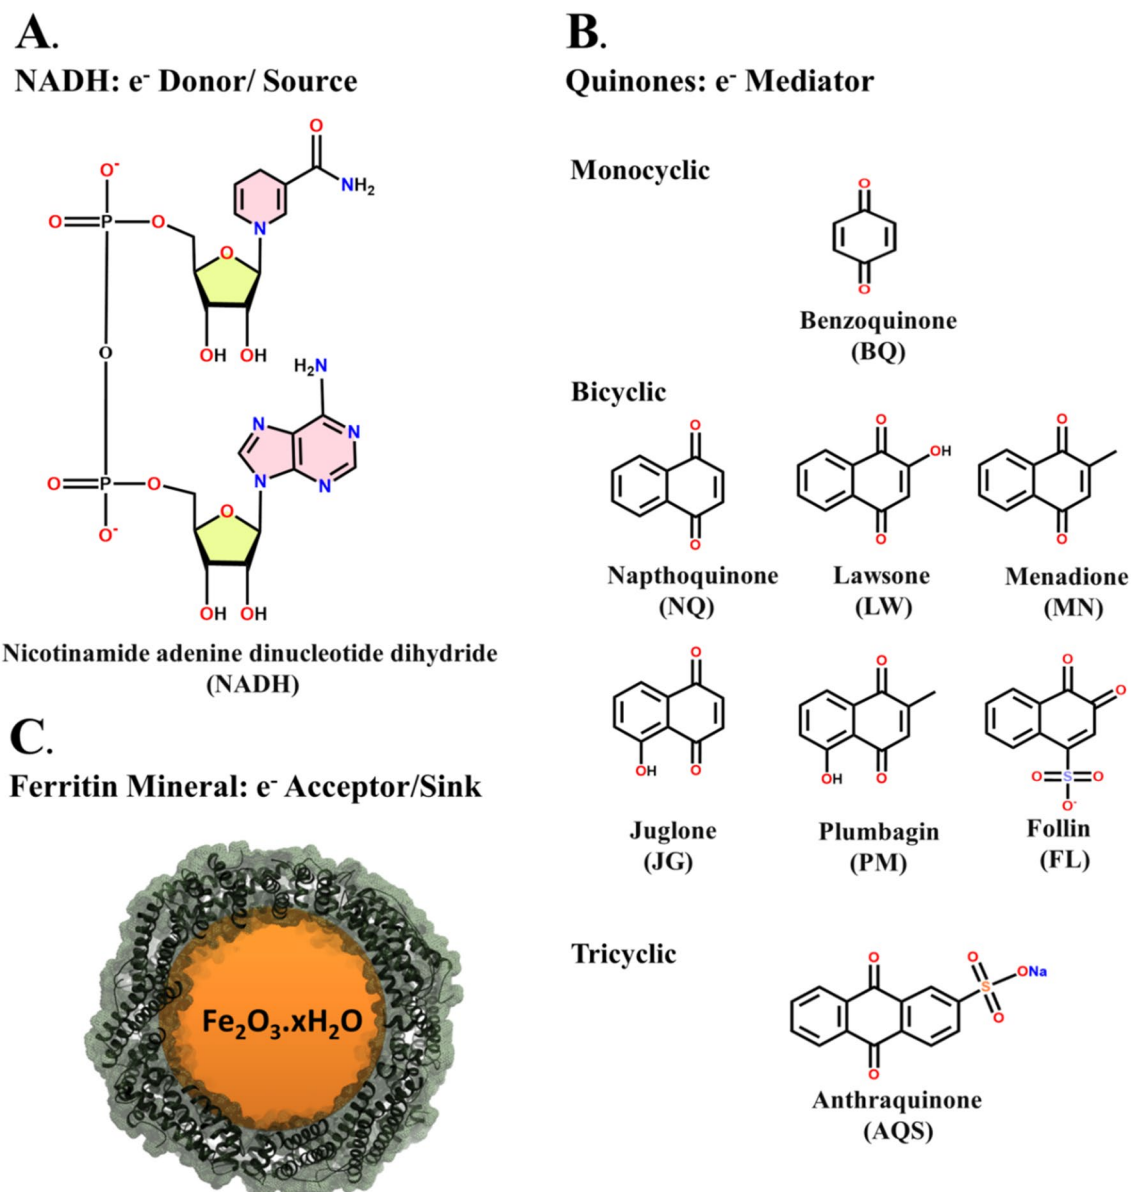 A.
NADH: e- Donor/ Source
O
O-
NH2
O
P
O
N
O
OH OH
O
H2N
N
N
O
P
O
N
N
O-
O
OH OH
Nicotinamide adenine dinucleotide dihydride
(NADH)
B.
Quinones: e- Mediator
Monocyclic
O
O
Benzoquinone
(BQ)
Bicyclic
O
O
Napthoquinone
(NQ)
O
OH
O
Lawsone
(LW)
O
O
Menadione
(MN)
O
OH
O
Juglone
(JG)
O
OH
O
Plumbagin
(PM)
O
O
O
S
O
O-
Follin
(FL)
Tricyclic
O
O
S
ONa
O
O
Anthraquinone
(AQS)
C.
Ferritin Mineral: e- Acceptor/Sink
Fe2O3.xH2O